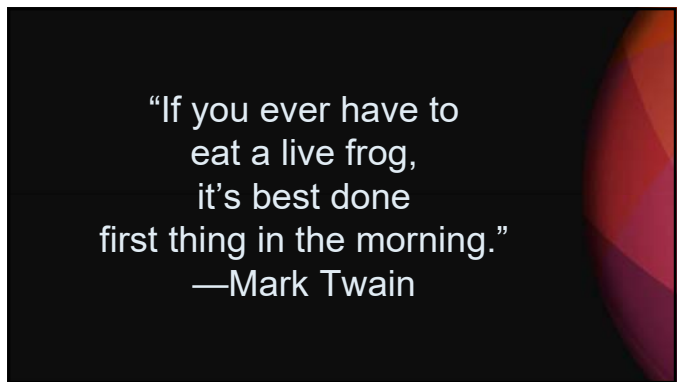 “If you ever have to
eat a live frog,
it’s best done
first thing in the morning.”
—Mark Twain